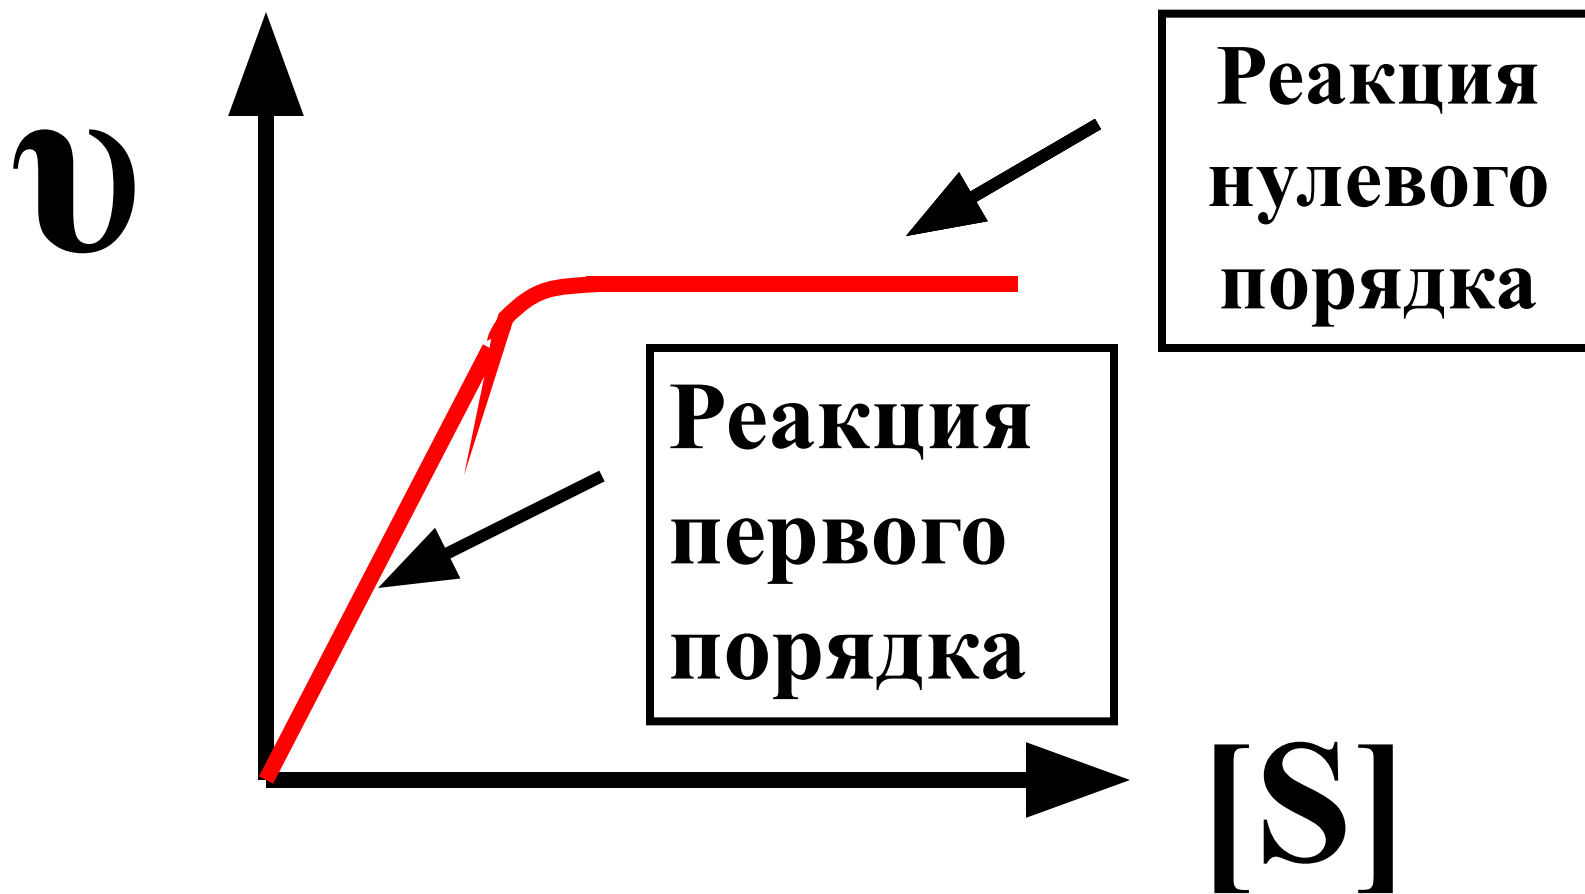 υ
Реакция
нулевого
порядка
Реакция
первого
порядка
[S]